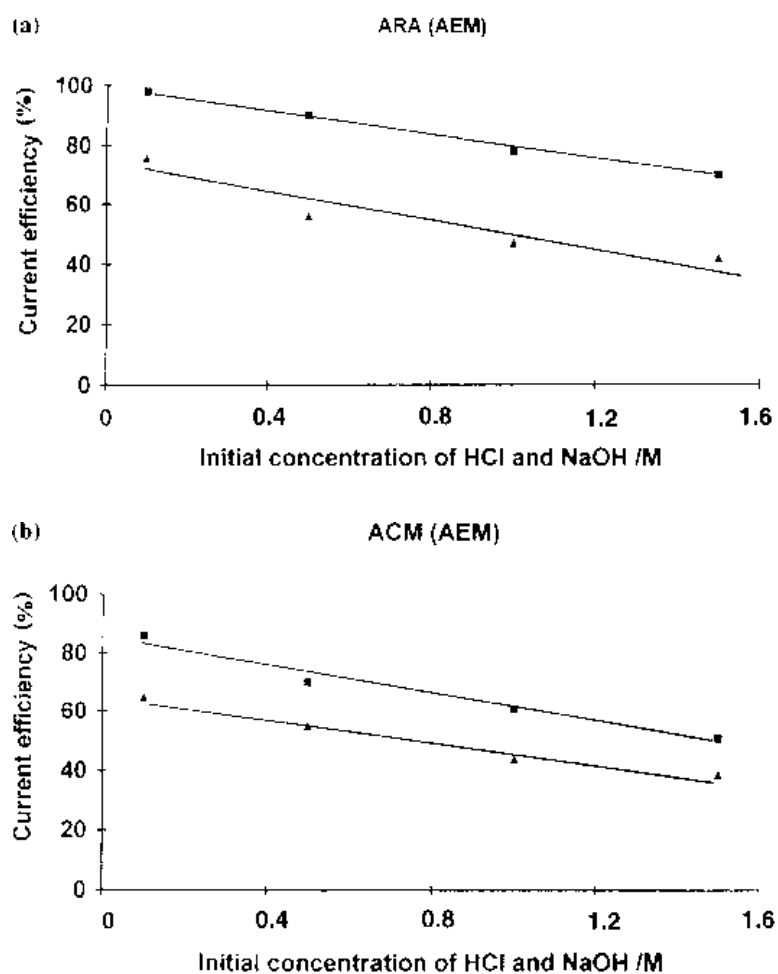 (a)
ARA (AEM)
Current efficiency (%)
100
80
60
40
20
0
0 0.4 0.8 1.2 1.6
Initial concentration of HCl and NaOH /M
(b)
ACM (AEM)
Current efficiency (%)
100
80
60
40
20
0
0 0.4 0.8 1.2 1.6
Initial concentration of HCl and NaOH /M